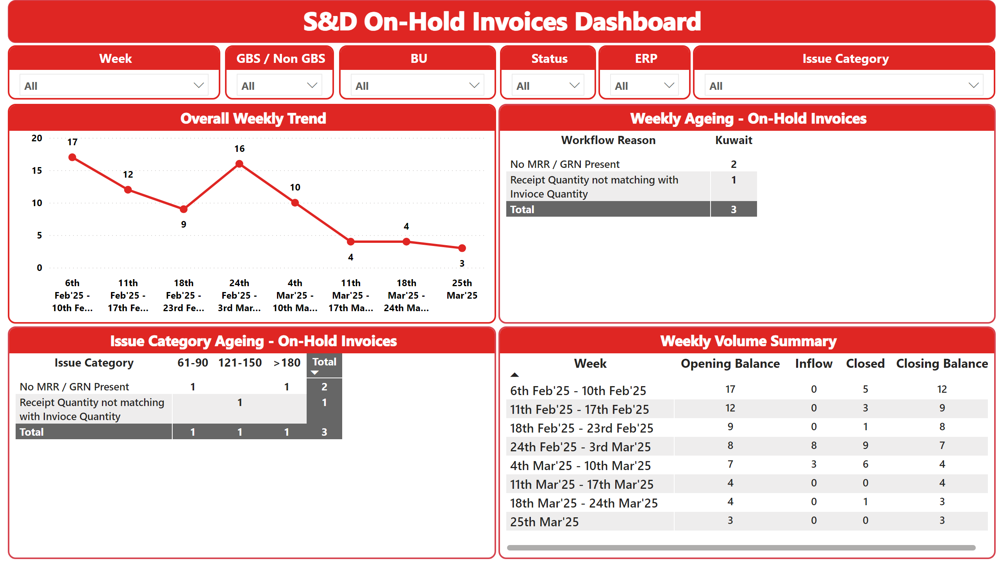 S&D On-Hold Invoices Dashboard
Week
GBS / Non GBS
BU
Status
ERP
Issue Category
All
All
All
All
All
All
Overall Weekly Trend
20
15
10
5
0
17
12
9
16
10
4
4
3
6th
Feb'25 -
10th Fe...
11th
Feb'25 -
17th Fe...
18th
Feb'25 -
23rd Fe...
24th
Feb'25 -
3rd Mar...
4th
Mar'25 -
10th Ma...
11th
Mar'25 -
17th Ma...
18th
Mar'25 -
24th Ma...
25th
Mar'25
Weekly Ageing - On-Hold Invoices
Workflow Reason Kuwait
No MRR / GRN Present 2
Receipt Quantity not matching with 1
Invioce Quantity
Total 3
Issue Category Ageing - On-Hold Invoices
Issue Category 61-90 121-150 >180 Total
No MRR / GRN Present 1 1 2
Receipt Quantity not matching 1 1
with Invioce Quantity
Total 1 1 1 3
Weekly Volume Summary
Week Opening Balance Inflow Closed Closing Balance
6th Feb'25 - 10th Feb'25 17 0 5 12
11th Feb'25 - 17th Feb'25 12 0 3 9
18th Feb'25 - 23rd Feb'25 9 0 1 8
24th Feb'25 - 3rd Mar'25 8 8 9 7
4th Mar'25 - 10th Mar'25 7 3 6 4
11th Mar'25 - 17th Mar'25 4 0 0 4
18th Mar'25 - 24th Mar'25 4 0 1 3
25th Mar'25 3 0 0 3